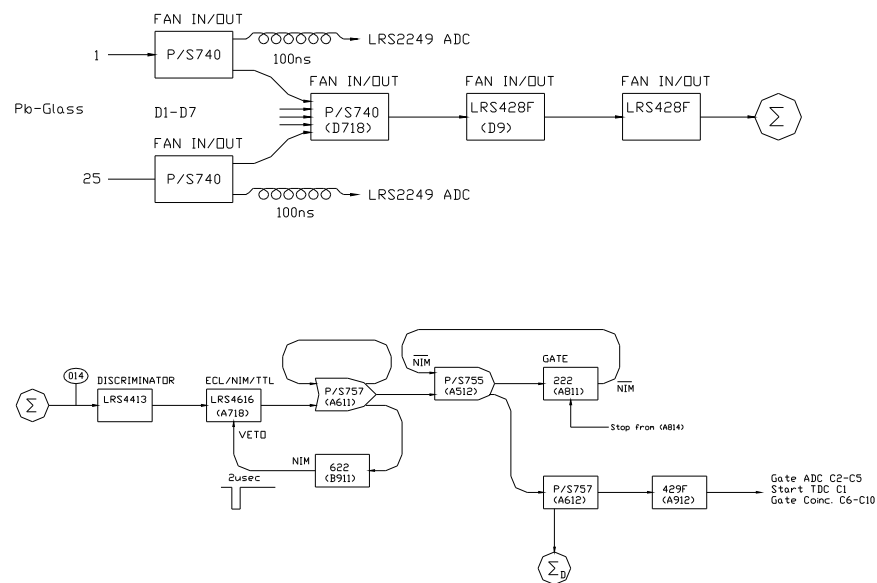 FAN IN/OUT
1
P/S740
LRS2249 ADC
100ns
FAN IN/OUT
FAN IN/OUT
FAN IN/OUT
Pb-Glass
D1-D7
P/S740
(D718)
LRS428F
(D9)
LRS428F
Σ
FAN IN/OUT
25
P/S740
LRS2249 ADC
100ns
014
DISCRIMINATOR
ECL/NIM/TTL
NIM
GATE
Σ
LRS4413
LRS4616
(A718)
P/S757
(A611)
P/S755
(A512)
222
(A811)
NIM
VETO
Stop from (A814)
NIM
622
(B911)
2usec
P/S757
(A612)
429F
(A912)
Gate ADC C2-C5
Start TDC C1
Gate Coinc. C6-C10
ΣD